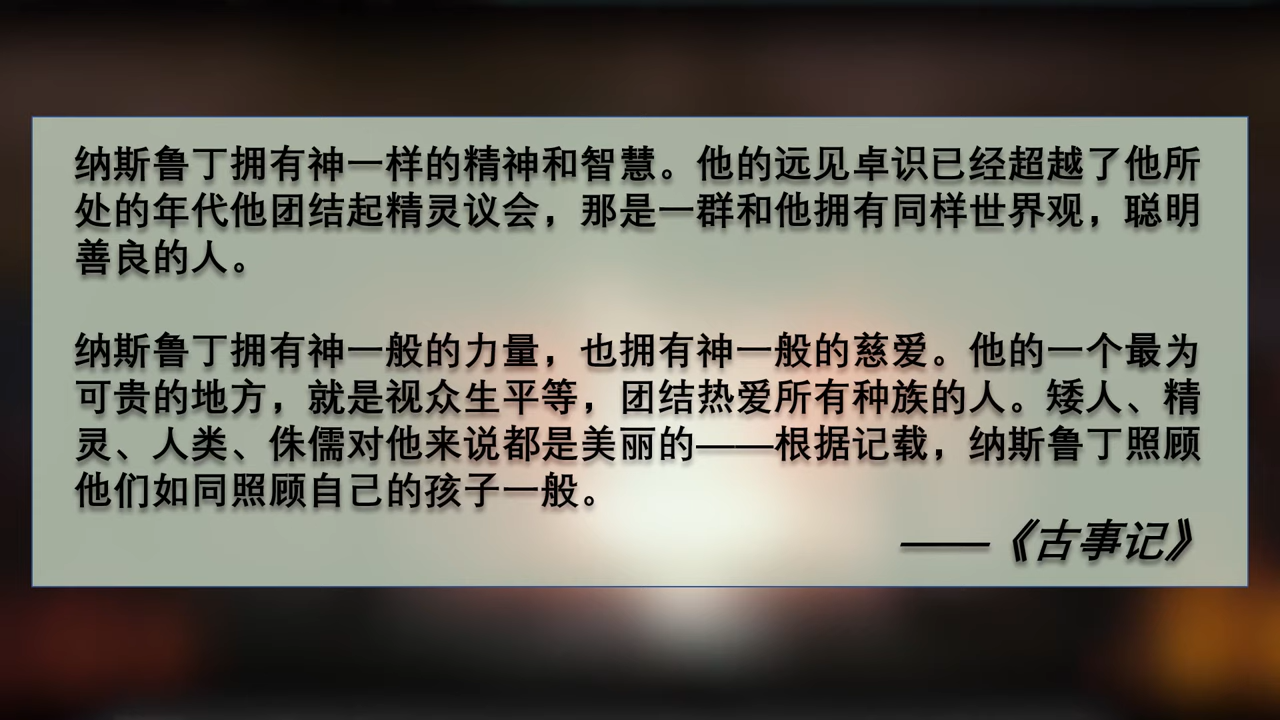 纳斯鲁丁拥有神一样的精神和智慧。他的远见卓识已经超越了他所
处的年代他团结起精灵议会，那是一群和他拥有同样世界观，聪明
善良的人。
纳斯鲁丁拥有神一般的力量，也拥有神一般的慈爱。他的一个最为
可贵的地方，就是视众生平等，团结热爱所有种族的人。矮人、精
灵、人类、侏儒对他来说都是美丽的——根据记载，纳斯鲁丁照顾
他们如同照顾自己的孩子一般。
——《古事记》